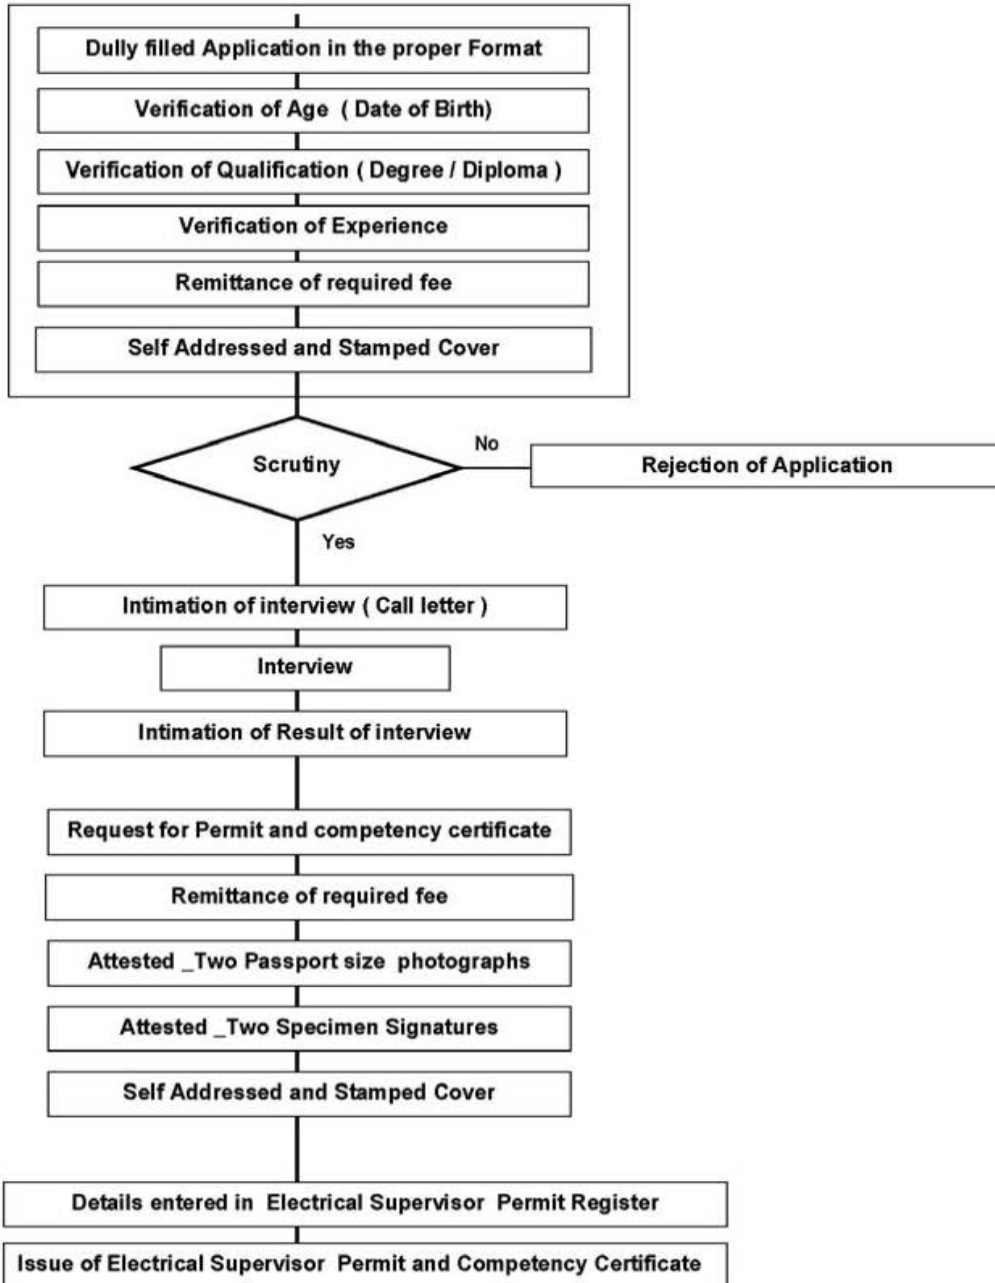 Dully filled Application in the proper Format
Verification of Age ( Date of Birth)
Verification of Qualification ( Degree / Diploma )
Verification of Experience
Remittance of required fee
Self Addressed and Stamped Cover
Scrutiny
No
Rejection of Application
Yes
Intimation of interview ( Call letter )
Interview
Intimation of Result of interview
Request for Permit and competency certificate
Remittance of required fee
Attested _Two Passport size photographs
Attested _Two Specimen Signatures
Self Addressed and Stamped Cover
Details entered in Electrical Supervisor Permit Register
Issue of Electrical Supervisor Permit and Competency Certificate